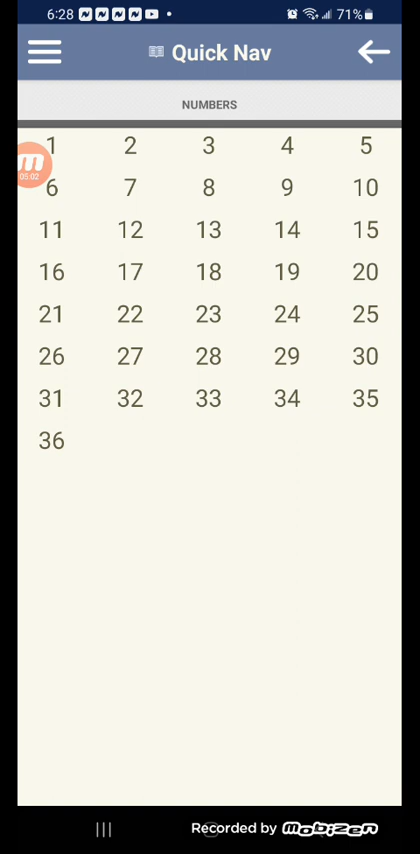 6:28 71%
Quick Nav
NUMBERS
1 2 3 4 5
05:02
6 7 8 9 10
11 12 13 14 15
16 17 18 19 20
21 22 23 24 25
26 27 28 29 30
31 32 33 34 35
36
Recorded by mobizen